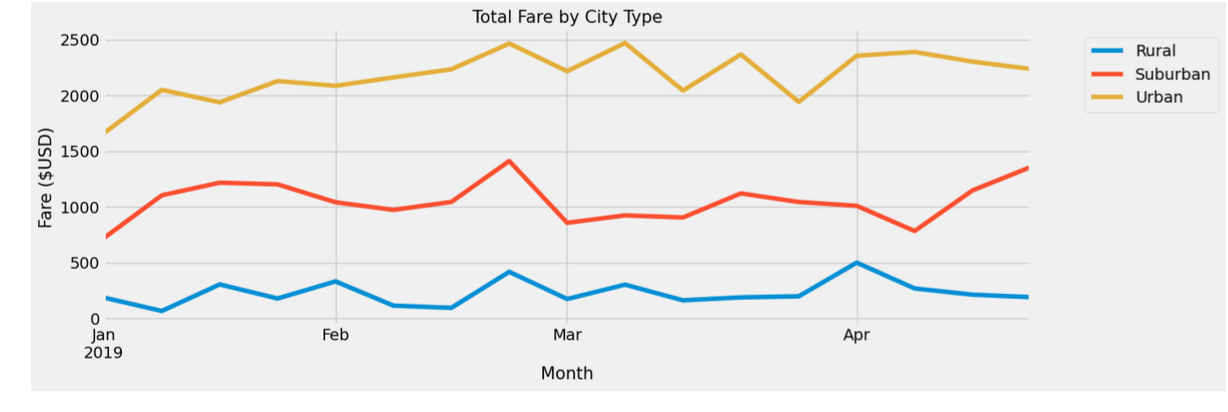 Total Fare by City Type
2500
2000
1500
1000
500
0
Fare ($USD)
Jan
2019
Feb
Mar
Apr
Month
Rural
Suburban
Urban